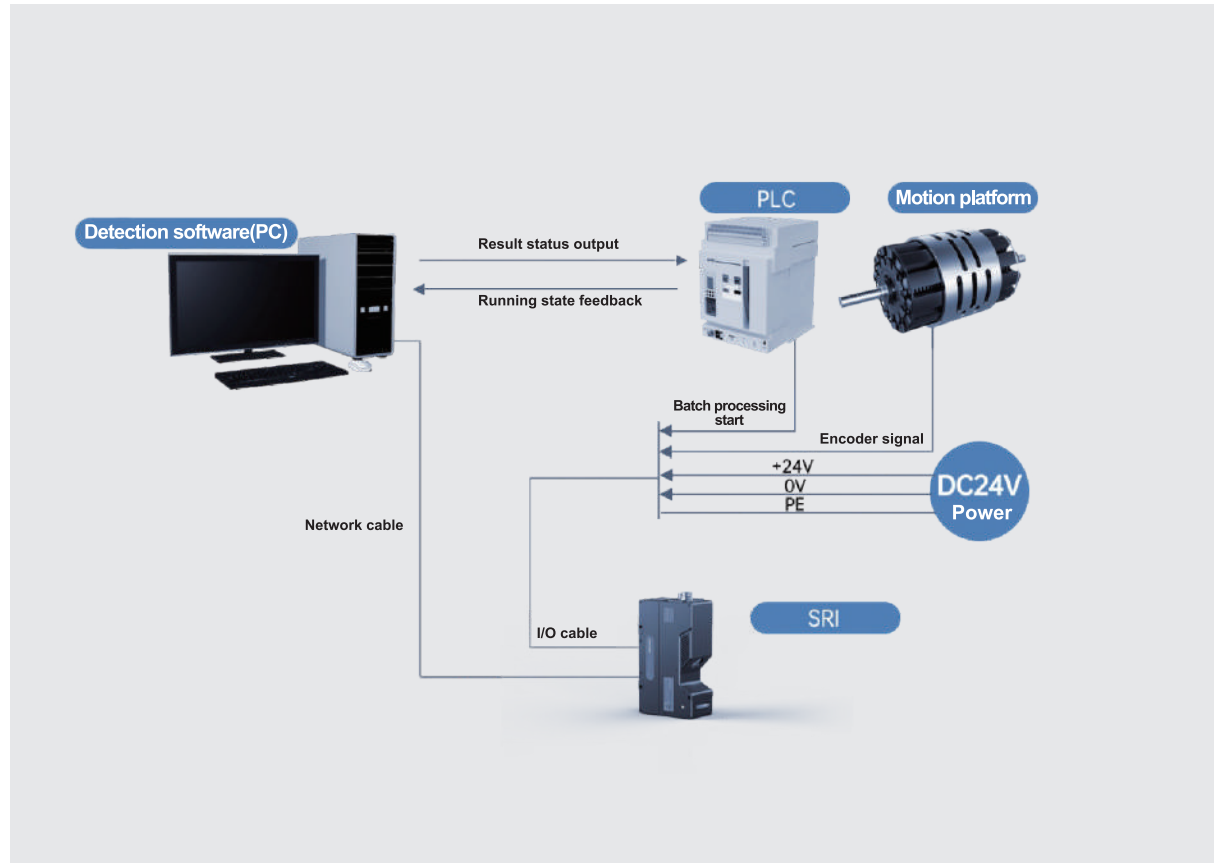 PLC
Motion platform
Detection software(PC)
Result status output
Running state feedback
Batch processing
start
Encoder signal
+24V
0V
PE
DC24V
Power
Network cable
I/O cable
SRI